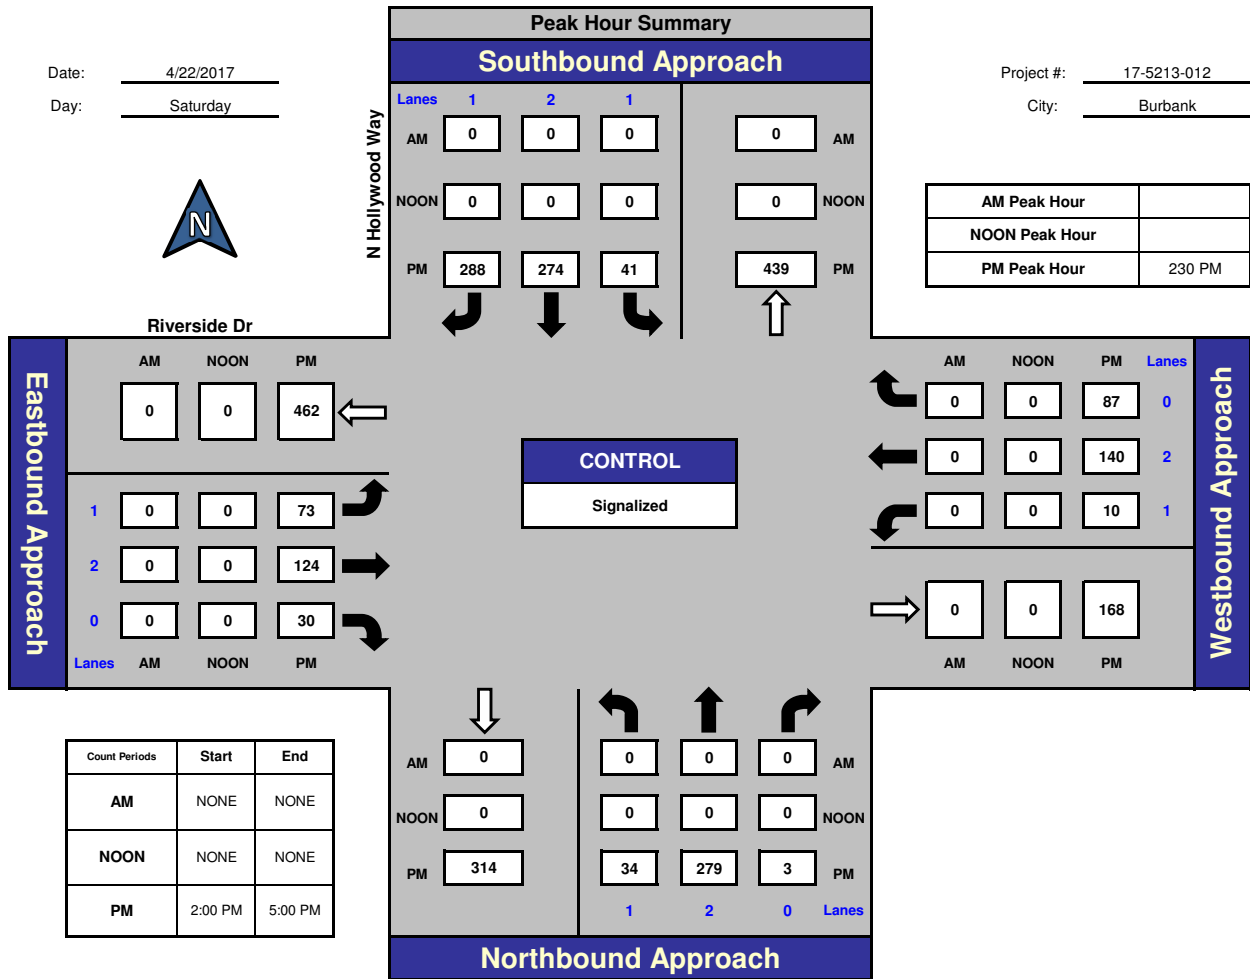 Peak Hour Summary
Southbound Approach
Date: 4/22/2017
Day: Saturday
Project #: 17-5213-012
City: Burbank
N Hollywood Way
Lanes 1 2 1
AM 0 0 0 0 AM
NOON 0 0 0 0 NOON
PM 288 274 41 439 PM
N
AM Peak Hour
NOON Peak Hour
PM Peak Hour 230 PM
Riverside Dr
Eastbound Approach
AM NOON PM
0 0 462
1 0 0 73
2 0 0 124
0 0 0 30
Lanes AM NOON PM
CONTROL
Signalized
AM NOON PM Lanes
0 0 87 0
0 0 140 2
0 0 10 1
0 0 168
AM NOON PM
Westbound Approach
Count Periods Start End
AM NONE NONE
NOON NONE NONE
PM 2:00 PM 5:00 PM
AM 0 0 0 0 AM
NOON 0 0 0 0 NOON
PM 314 34 279 3 PM
1 2 0 Lanes
Northbound Approach